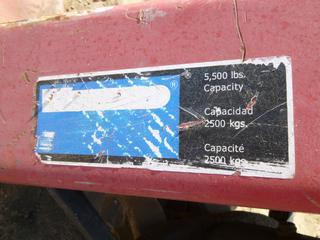 ®
5,500 lbs.
Capacity
Capacidad
2500 kgs.
Capacité
2500 kgs.